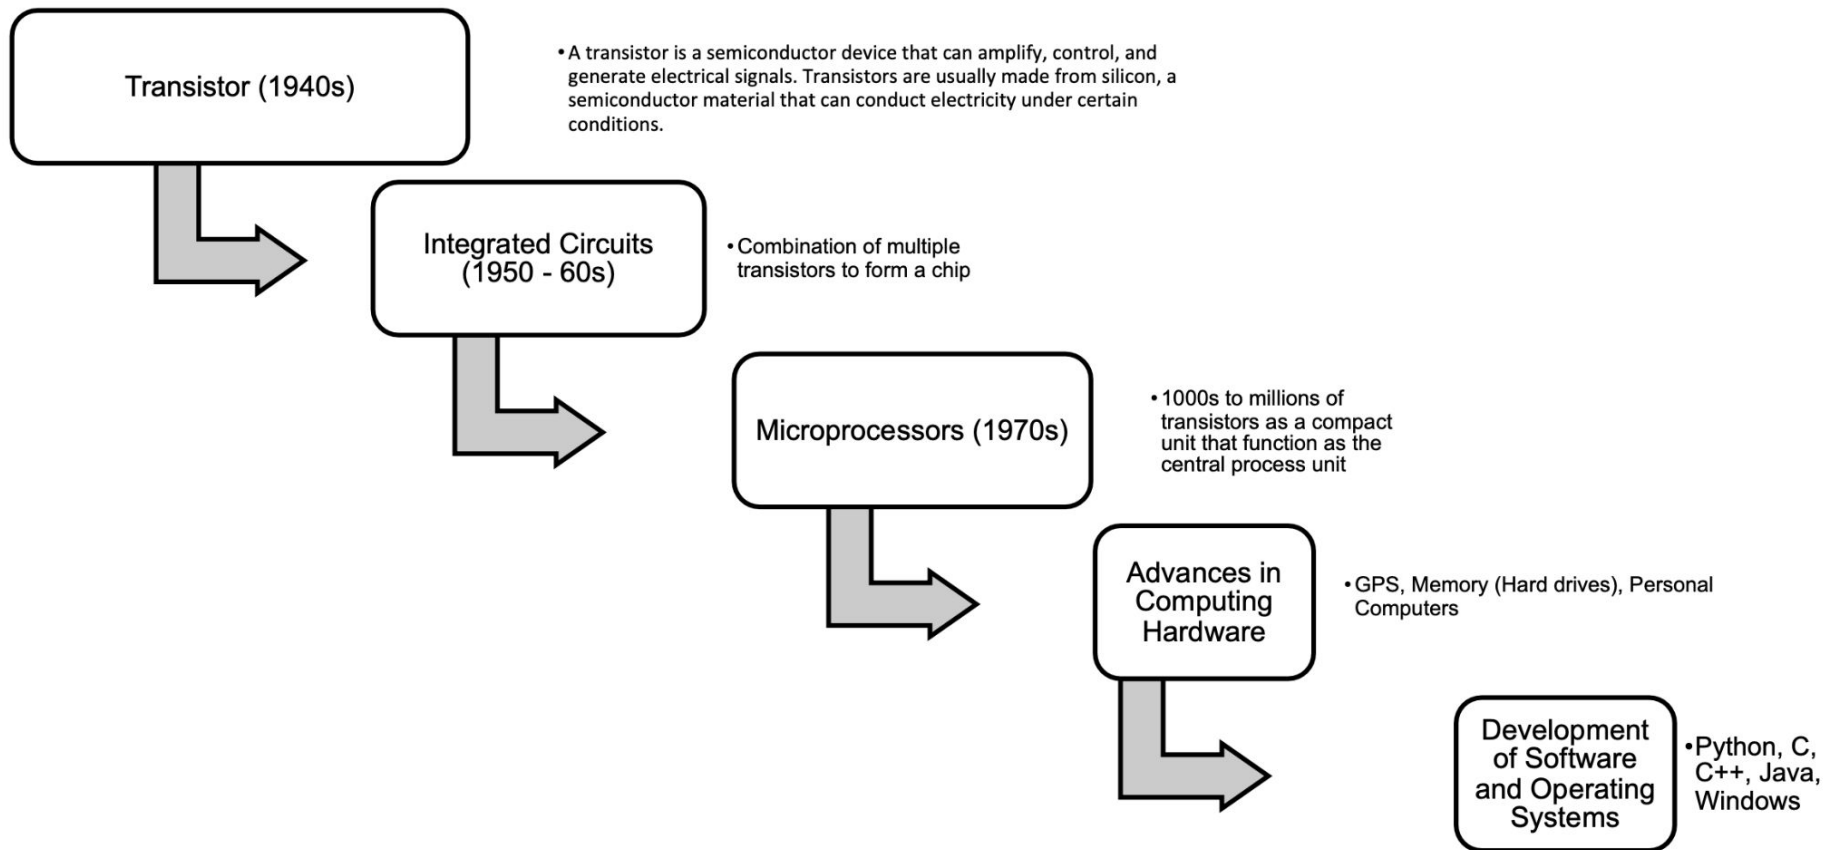 Transistor (1940s)
• A transistor is a semiconductor device that can amplify, control, and
generate electrical signals. Transistors are usually made from silicon, a
semiconductor material that can conduct electricity under certain
conditions.
Integrated Circuits
(1950 - 60s)
• Combination of multiple
transistors to form a chip
Microprocessors (1970s)
• 1000s to millions of
transistors as a compact
unit that function as the
central process unit
Advances in
Computing
Hardware
• GPS, Memory (Hard drives), Personal
Computers
Development
of Software
and Operating
Systems
• Python, C,
C++, Java,
Windows